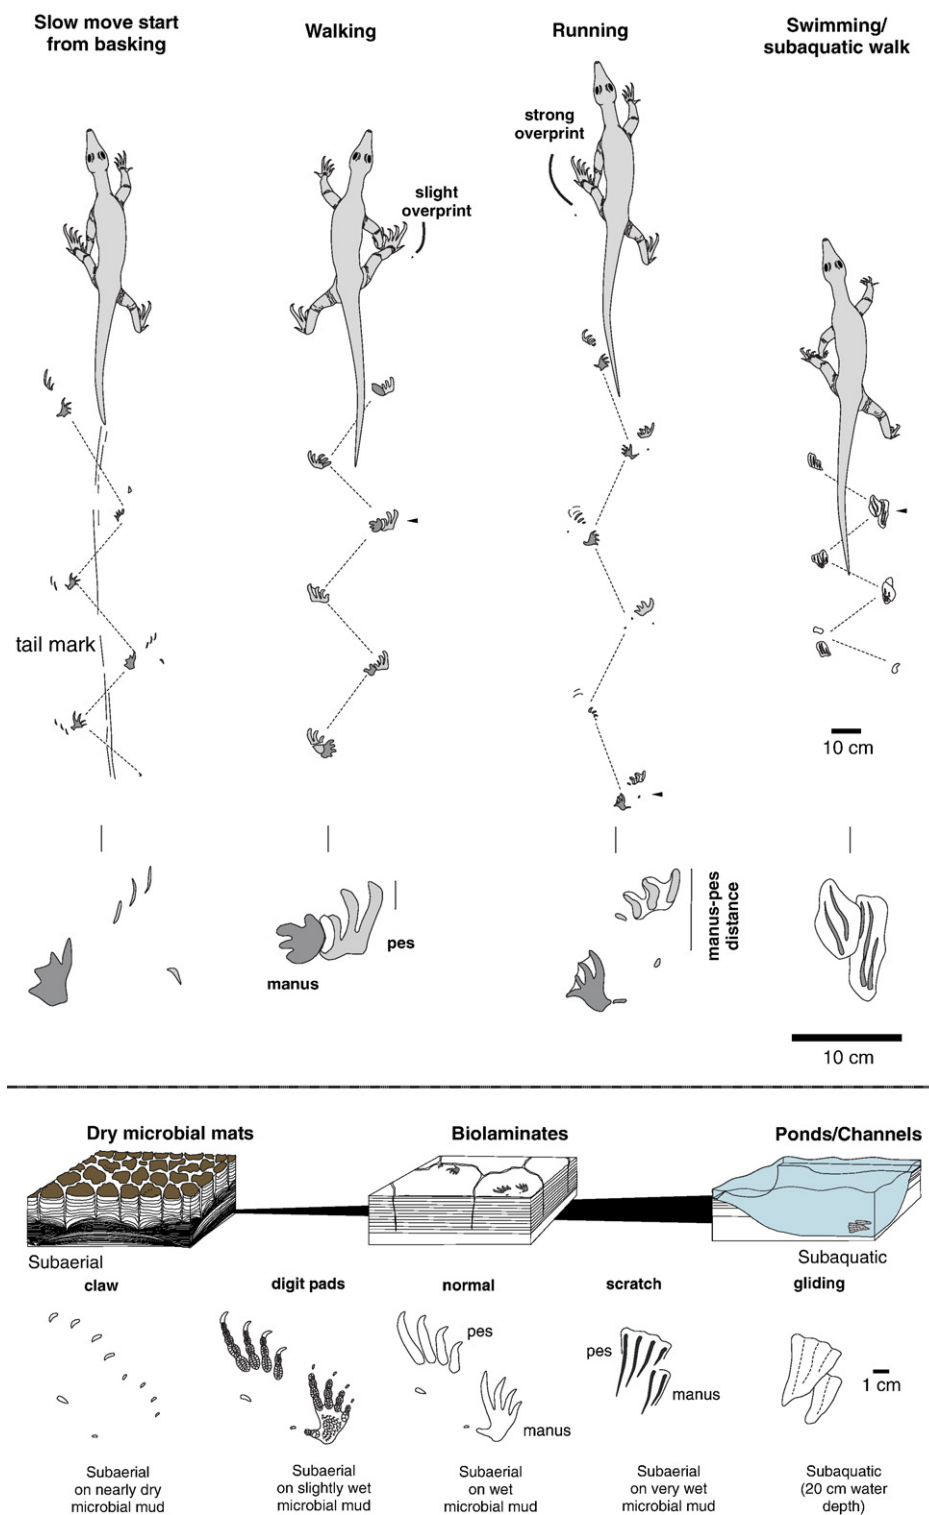 Slow move start
from basking
Walking
Running
Swimming/
subaquatic walk
strong
overprint
slight
overprint
tail mark
10 cm
manus
pes
manus-pes
distance
10 cm
Dry microbial mats
Biolaminates
Ponds/Channels
Subaerial
Subaquatic
claw
digit pads
normal
scratch
gliding
pes
manus
pes
manus
1 cm
Subaerial
on nearly dry
microbial mud
Subaerial
on slightly wet
microbial mud
Subaerial
on wet
microbial mud
Subaerial
on very wet
microbial mud
Subaquatic
(20 cm water
depth)